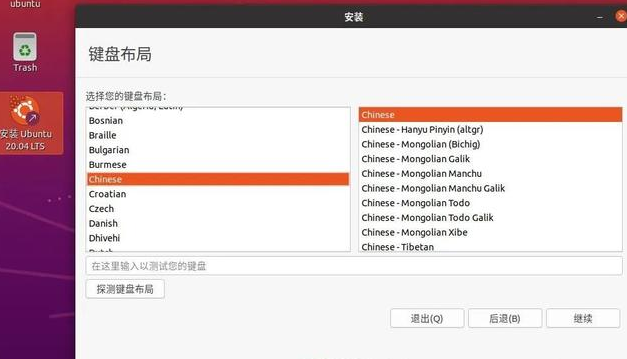 ubuntu
Trash
安装 Ubuntu
20.04 LTS
安装
键盘布局
选择您的键盘布局：
Berber (Algeria, Latin)
Bosnian
Braille
Bulgarian
Burmese
Chinese
Croatian
Czech
Danish
Dhivehi
Dutch
Chinese
Chinese - Hanyu Pinyin (altgr)
Chinese - Mongolian (Bichig)
Chinese - Mongolian Galik
Chinese - Mongolian Manchu
Chinese - Mongolian Manchu Galik
Chinese - Mongolian Todo
Chinese - Mongolian Todo Galik
Chinese - Mongolian Xibe
Chinese - Tibetan
在这里输入以测试您的键盘
探测键盘布局
退出(Q)
后退(B)
继续